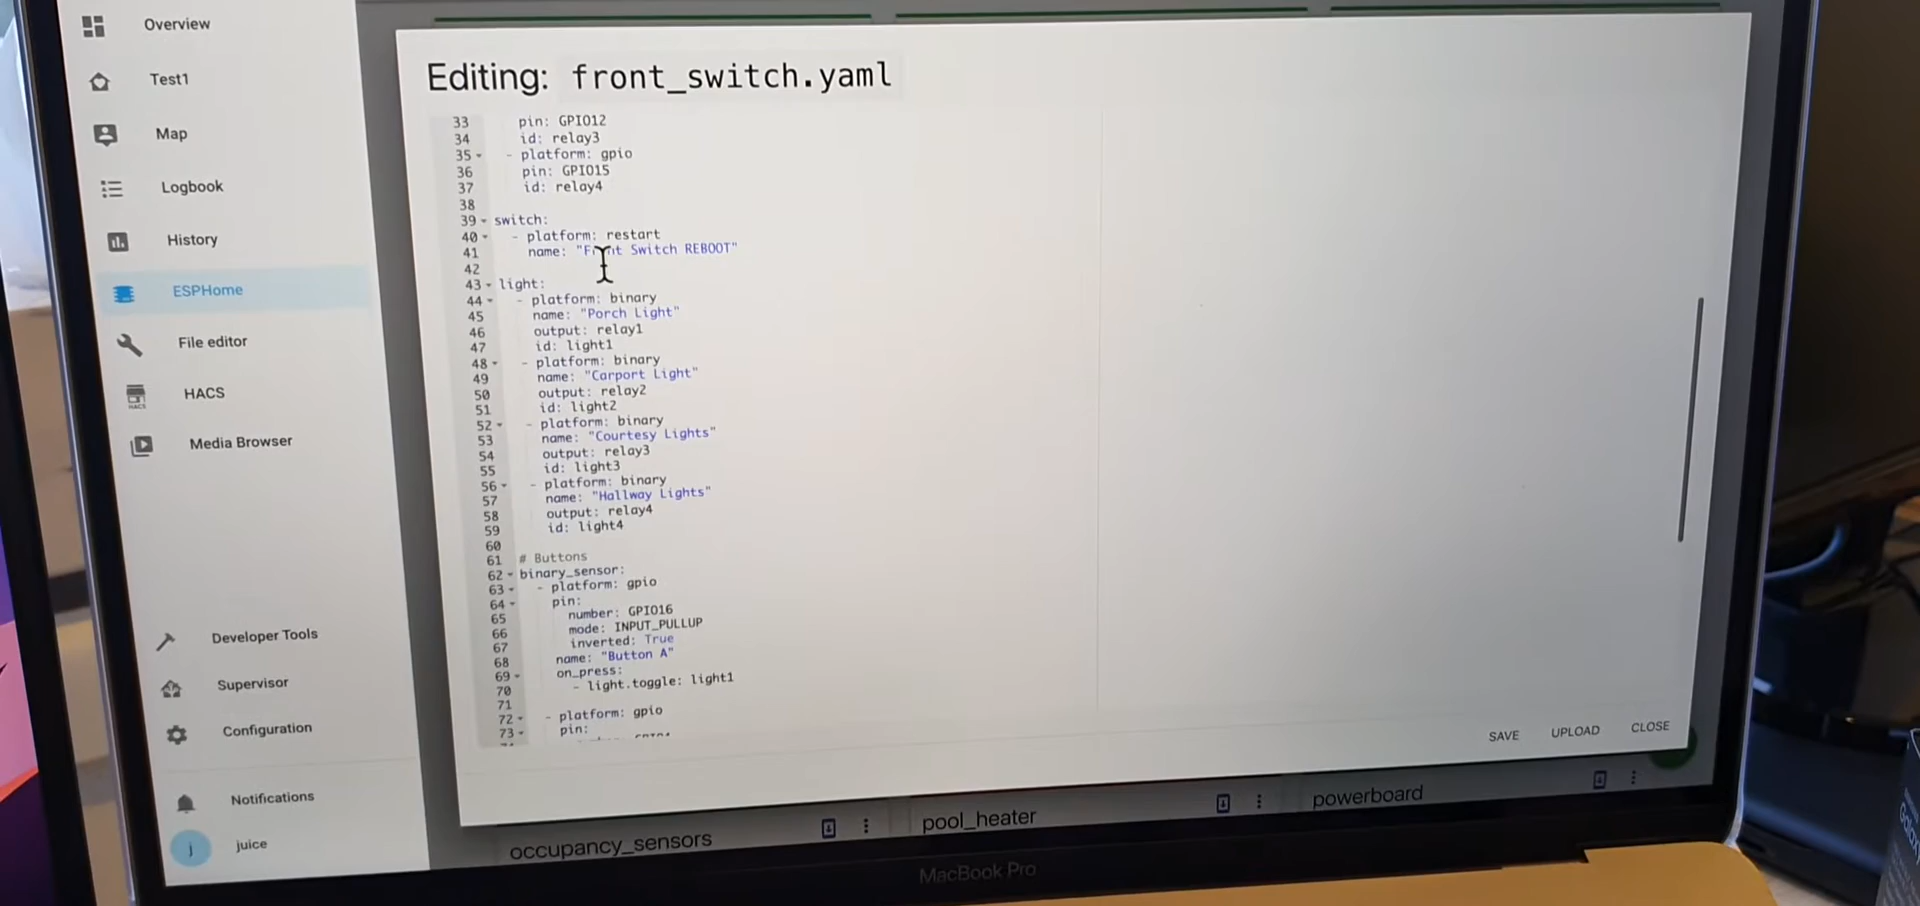 Overview
Test1
Map
Logbook
History
ESPHome
File editor
HACS
Media Browser
Developer Tools
Supervisor
Configuration
Notifications
j juice
Editing: front_switch.yaml
33 pin: GPIO12
34 id: relay3
35 - platform: gpio
36 pin: GPIO15
37 id: relay4
38
39 switch:
40 - platform: restart
41 name: "Front Switch REBOOT"
42
43 light:
44 - platform: binary
45 name: "Porch Light"
46 output: relay1
47 id: light1
48 - platform: binary
49 name: "Carport Light"
50 output: relay2
51 id: light2
52 - platform: binary
53 name: "Courtesy Lights"
54 output: relay3
55 id: light3
56 - platform: binary
57 name: "Hallway Lights"
58 output: relay4
59 id: light4
60
61 # Buttons
62 binary_sensor:
63 - platform: gpio
64 pin:
65 number: GPIO16
66 mode: INPUT_PULLUP
67 inverted: True
68 name: "Button A"
69 on_press:
70 - light.toggle: light1
71
72 - platform: gpio
73 pin:
SAVE UPLOAD CLOSE
occupancy_sensors pool_heater powerboard
MacBook Pro